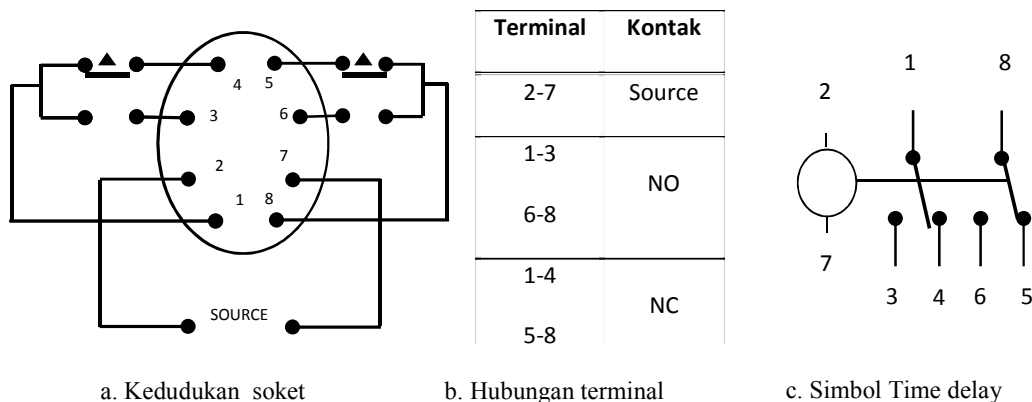 4 5
3 6
2 7
1 8
SOURCE
a. Kedudukan soket
Terminal Kontak
2-7 Source
1-3
NO
6-8
1-4
NC
5-8
b. Hubungan terminal
1 8
2
7
3 4 6 5
c. Simbol Time delay